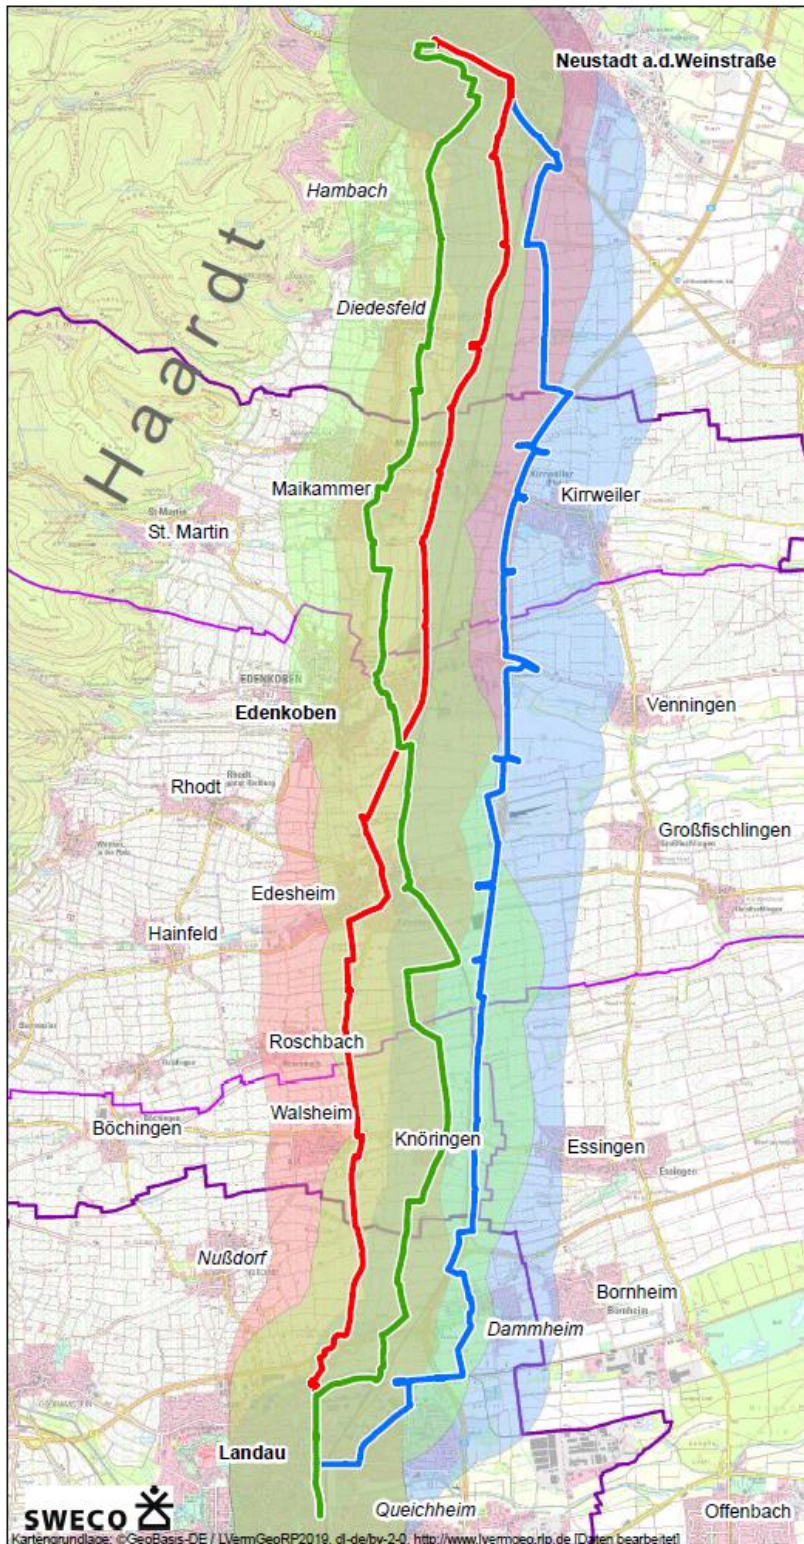 Neustadt a.d.Weinstraße
Hambach
Haardt
Diedesfeld
Maikammer
St. Martin
Kirrweiler
EDENKOBEN
Edenkoben
Venningen
Rhodt
Großfischlingen
Edesheim
Hainfeld
Roschbach
Walsheim
Böchingen
Knöringen
Essingen
Nußdorf
Bornheim
Dammheim
Landau
Queichheim
Offenbach
SWECO
Kartengrundlage: ©GeoBasis-DE / LVermGeoRP2019, dl-de/by-2-0, http://www.lvermgeo.rlp.de [Daten bearbeitet]